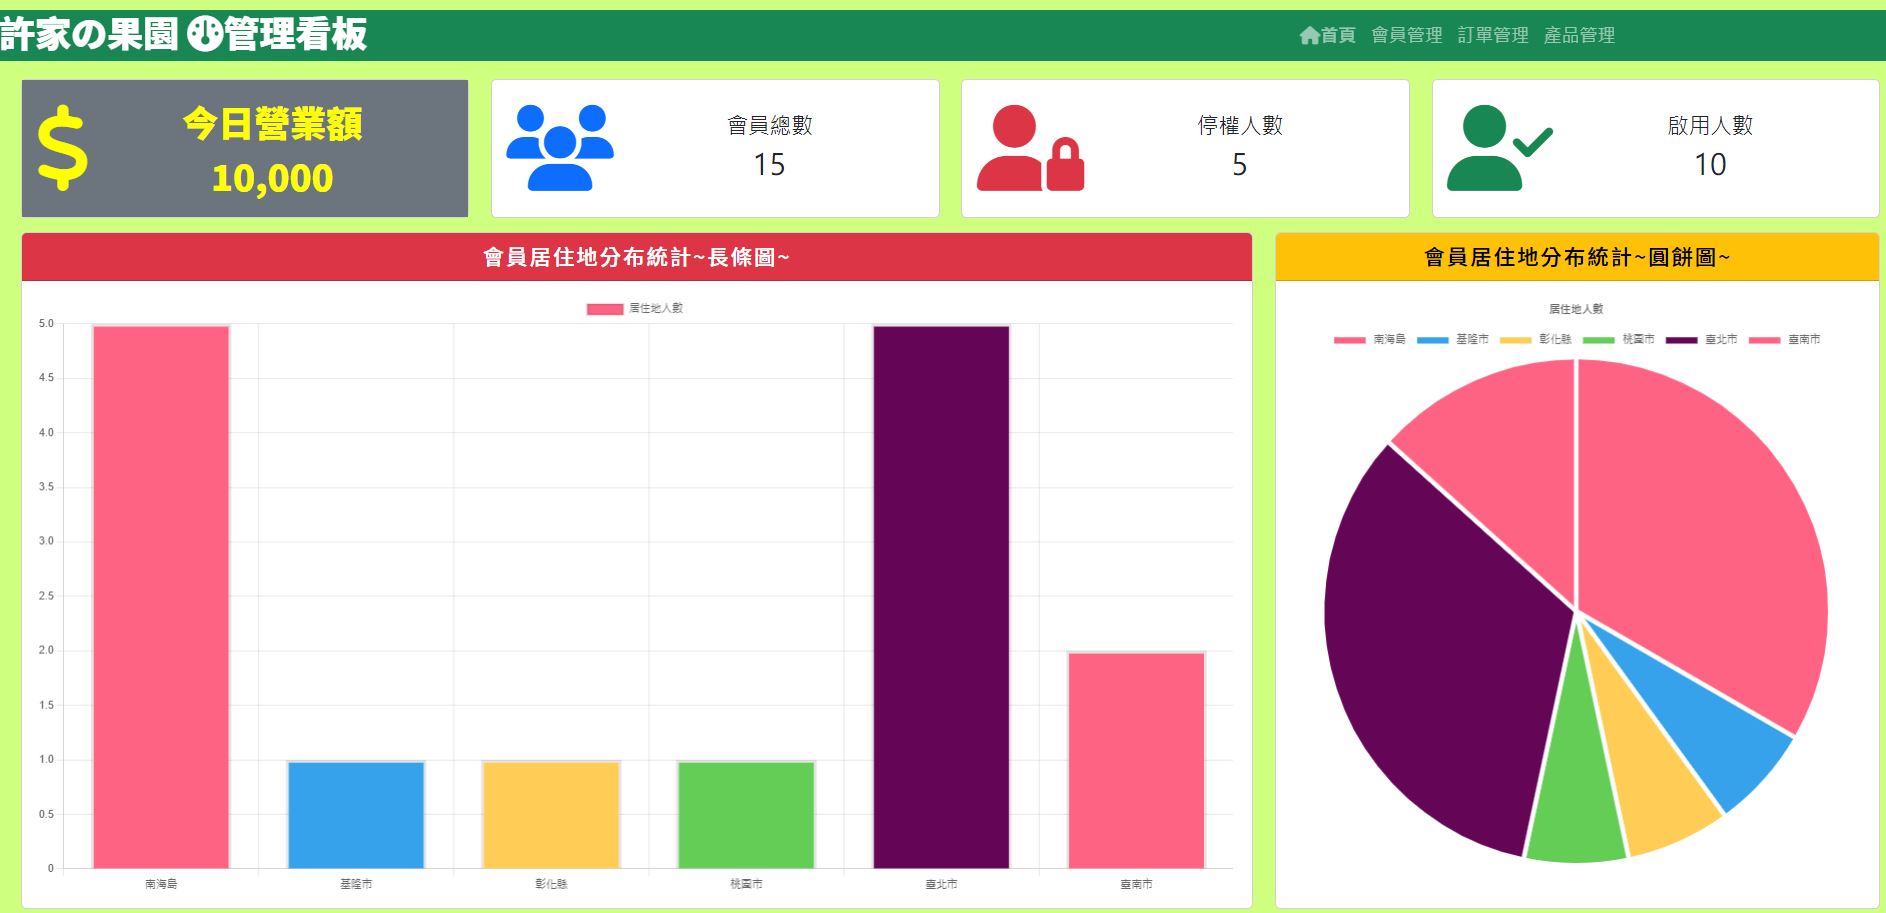 許家の果園 管理看板
首頁 會員管理 訂單管理 產品管理
今日營業額
10,000
會員總數
15
停權人數
5
啟用人數
10
會員居住地分布統計~長條圖~
居住地人數
5.0
4.5
4.0
3.5
3.0
2.5
2.0
1.5
1.0
0.5
0
南海島 基隆市 彰化縣 桃園市 臺北市 臺南市
會員居住地分布統計~圓餅圖~
居住地人數
南海島 基隆市 彰化縣 桃園市 臺北市 臺南市